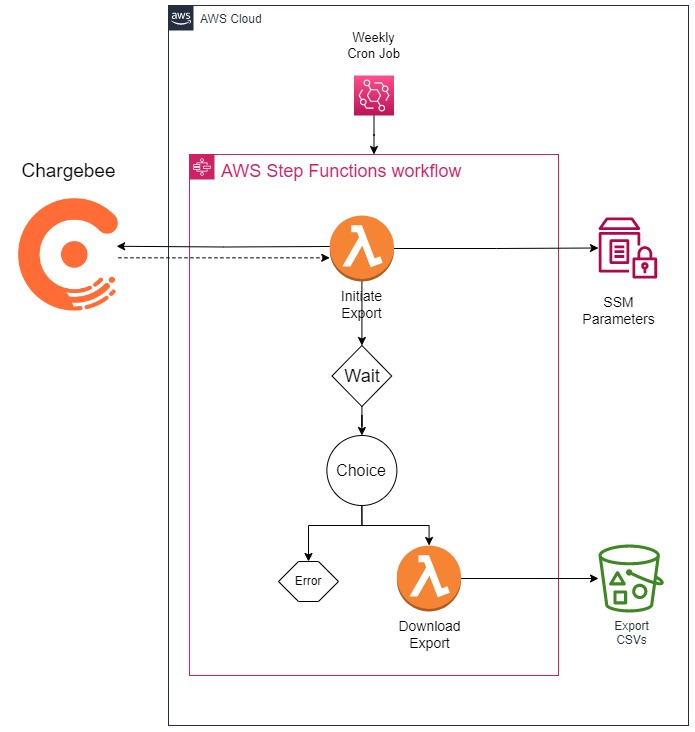 aws
AWS Cloud
Weekly
Cron Job
AWS Step Functions workflow
Chargebee
Initiate
Export
SSM
Parameters
Wait
Choice
Error
Download
Export
Export
CSVs